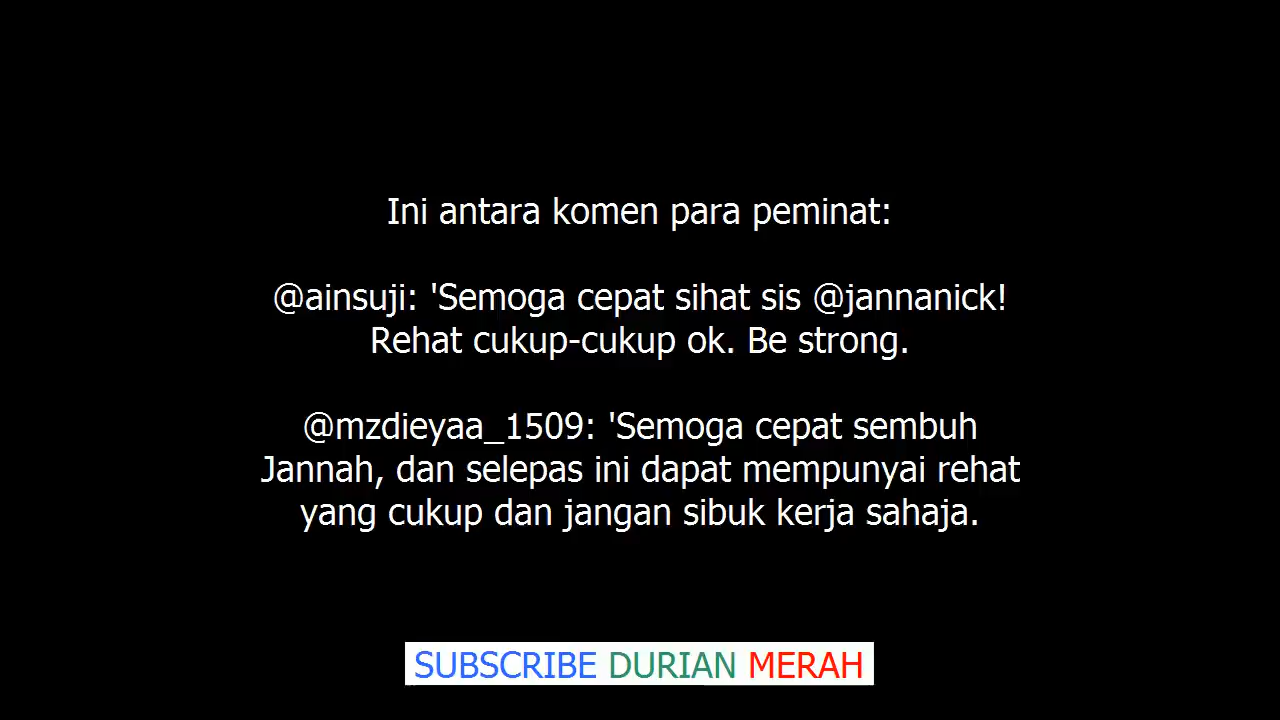 Ini antara komen para peminat:
@ainsuji: 'Semoga cepat sihat sis @jannanick!
Rehat cukup-cukup ok. Be strong.
@mzdieyaa_1509: 'Semoga cepat sembuh
Jannah, dan selepas ini dapat mempunyai rehat
yang cukup dan jangan sibuk kerja sahaja.
SUBSCRIBE DURIAN MERAH